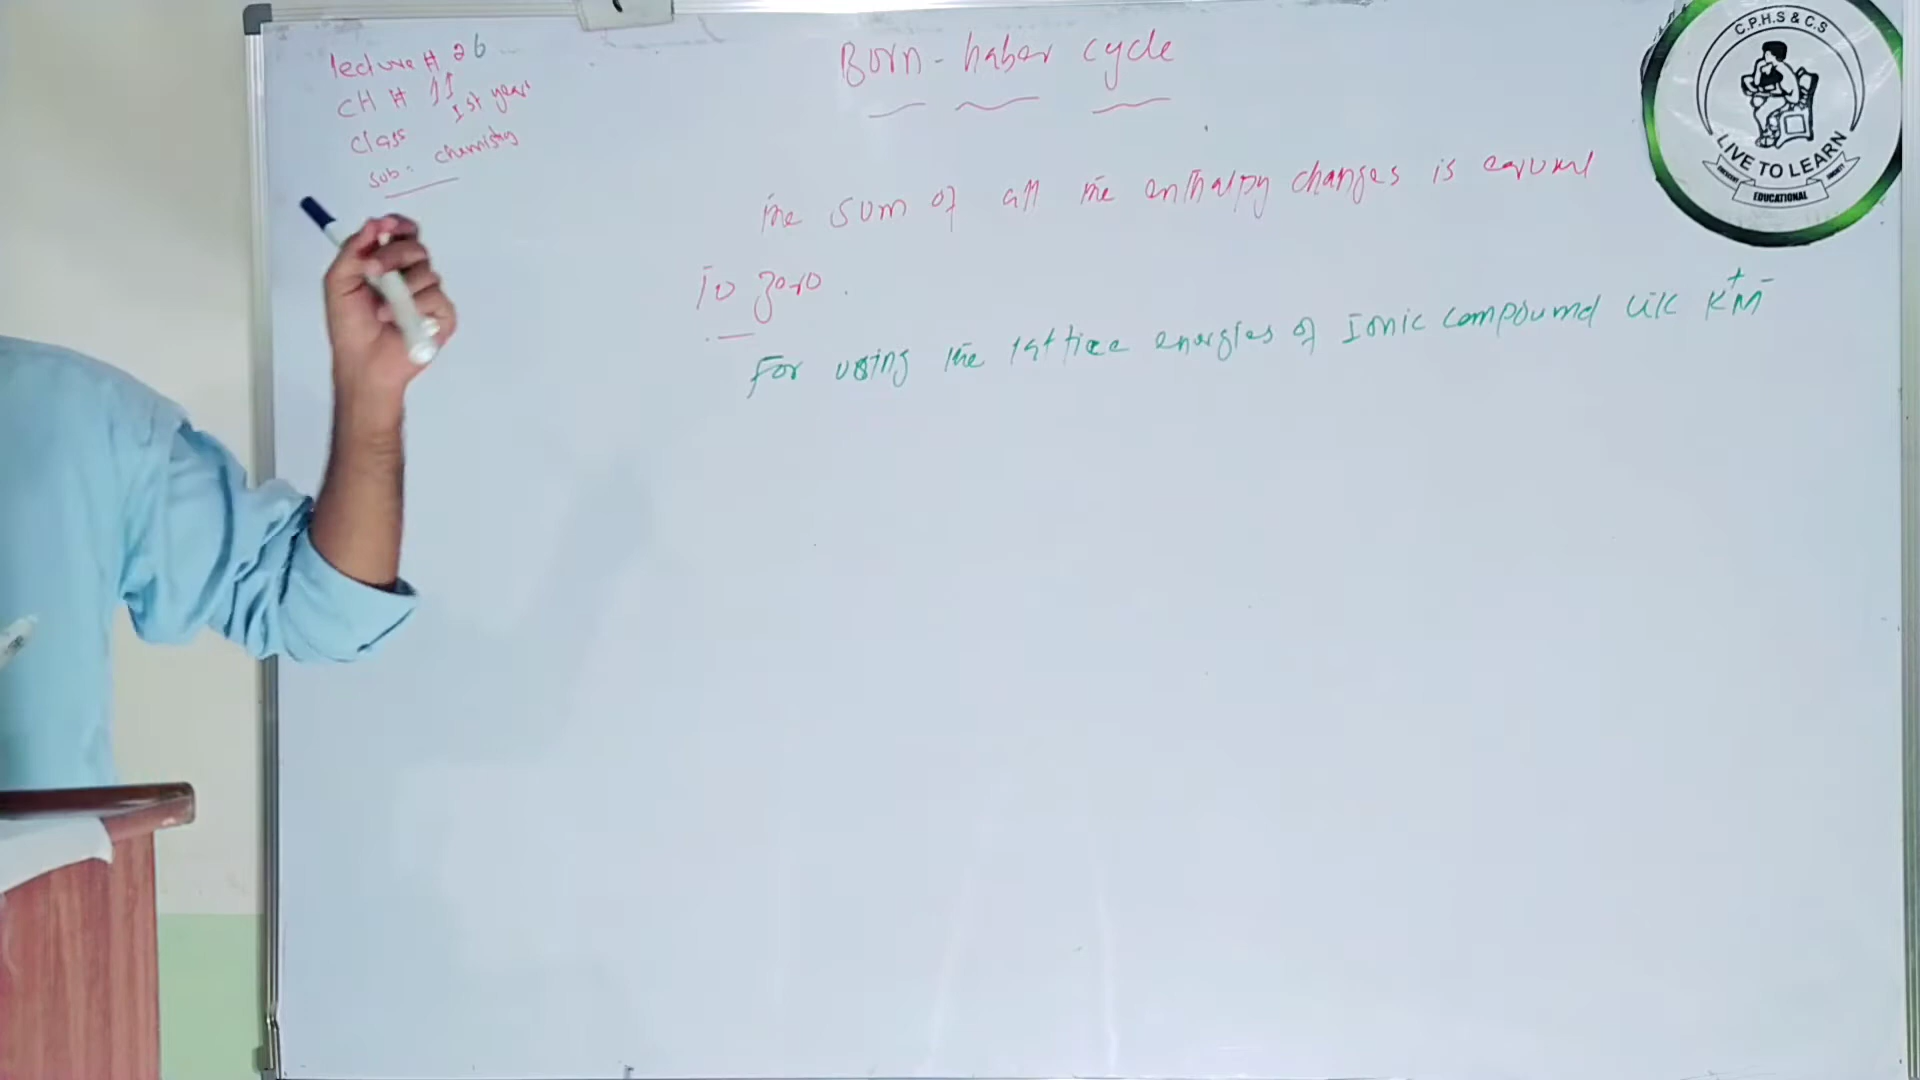 lecture # 26
CH # 11
Class 1st year
Sub: chemistry
Born-haber cycle
The sum of all the enthalpy changes is equal
To zero.
For using the lattice energies of Ionic compound like K⁺M⁻
C.P.H.S & C.S
LIVE TO LEARN
EDUCATIONAL